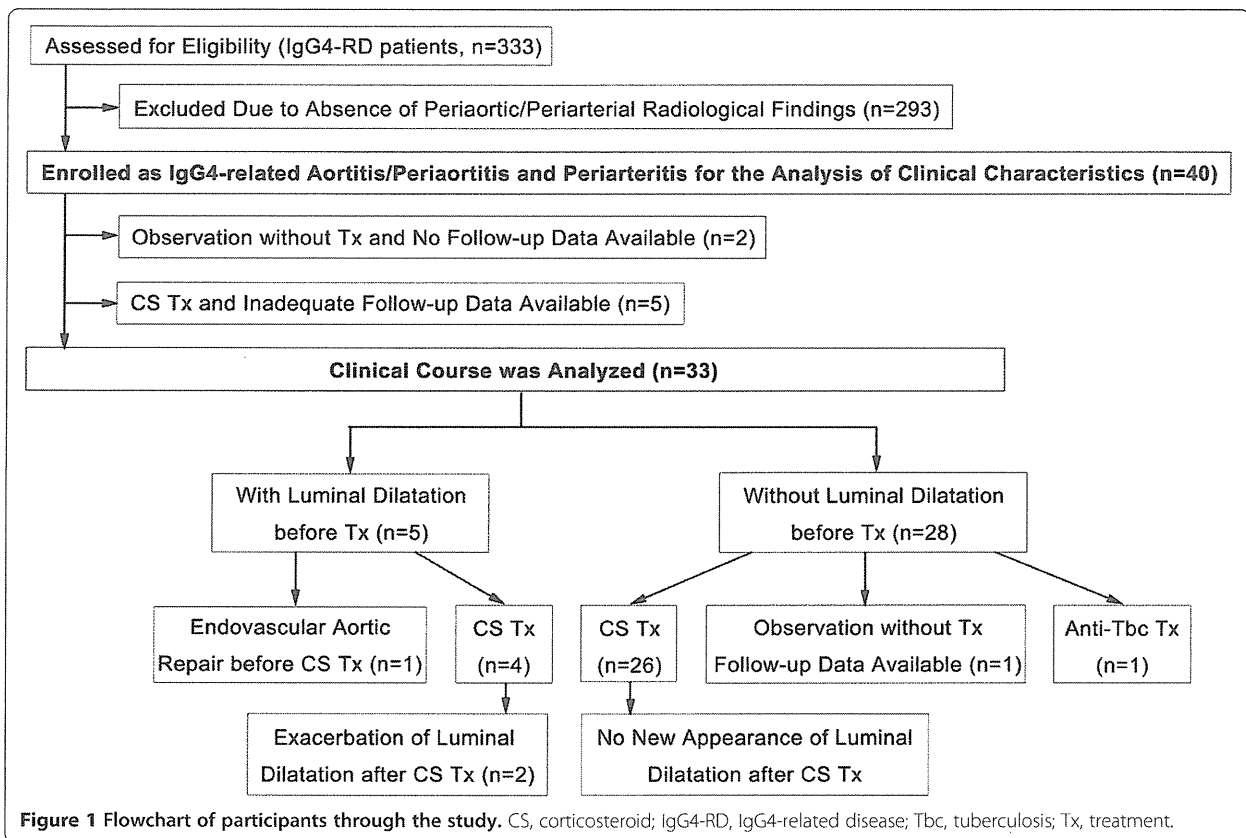 Assessed for Eligibility (IgG4-RD patients, n=333)
Excluded Due to Absence of Periaortic/Periarterial Radiological Findings (n=293)
Enrolled as IgG4-related Aortitis/Periaortitis and Periarteritis for the Analysis of Clinical Characteristics (n=40)
Observation without Tx and No Follow-up Data Available (n=2)
CS Tx and Inadequate Follow-up Data Available (n=5)
Clinical Course was Analyzed (n=33)
With Luminal Dilatation
before Tx (n=5)
Without Luminal Dilatation
before Tx (n=28)
Endovascular Aortic
Repair before CS Tx (n=1)
CS Tx
(n=4)
CS Tx
(n=26)
Observation without Tx
Follow-up Data Available (n=1)
Anti-Tbc Tx
(n=1)
Exacerbation of Luminal
Dilatation after CS Tx (n=2)
No New Appearance of Luminal
Dilatation after CS Tx
Figure 1 Flowchart of participants through the study. CS, corticosteroid; IgG4-RD, IgG4-related disease; Tbc, tuberculosis; Tx, treatment.